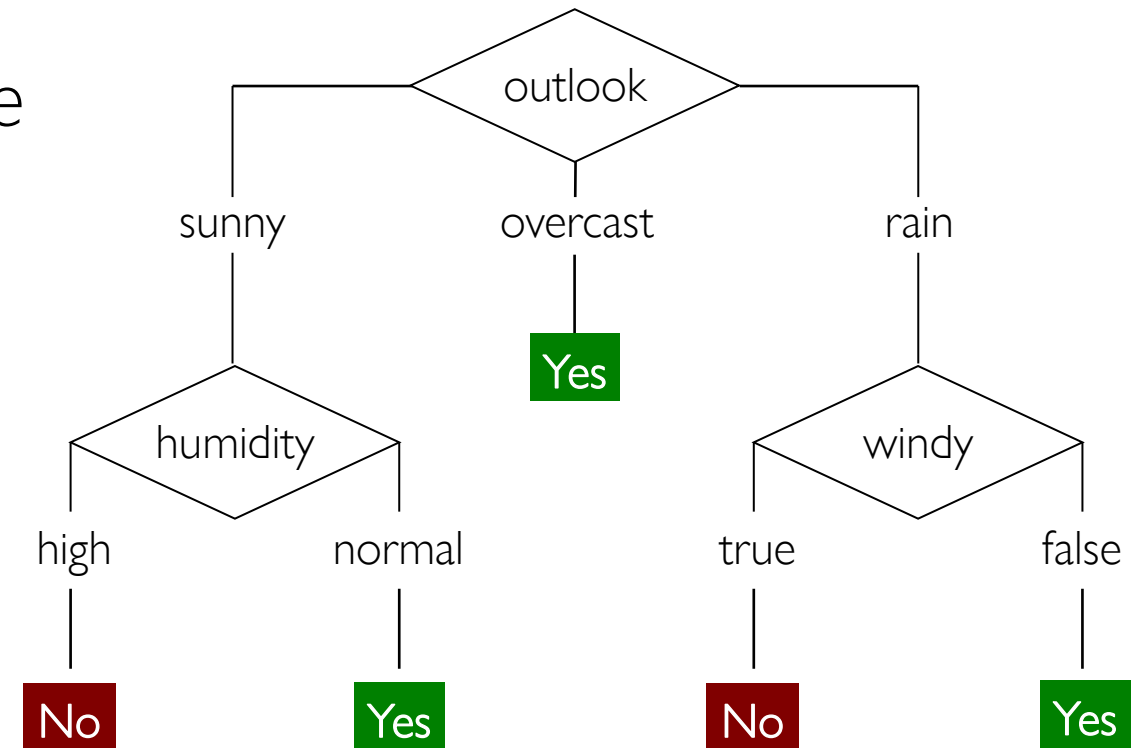 outlook
e
sunny overcast rain
Yes
humidity windy
high normal true false
No Yes No Yes